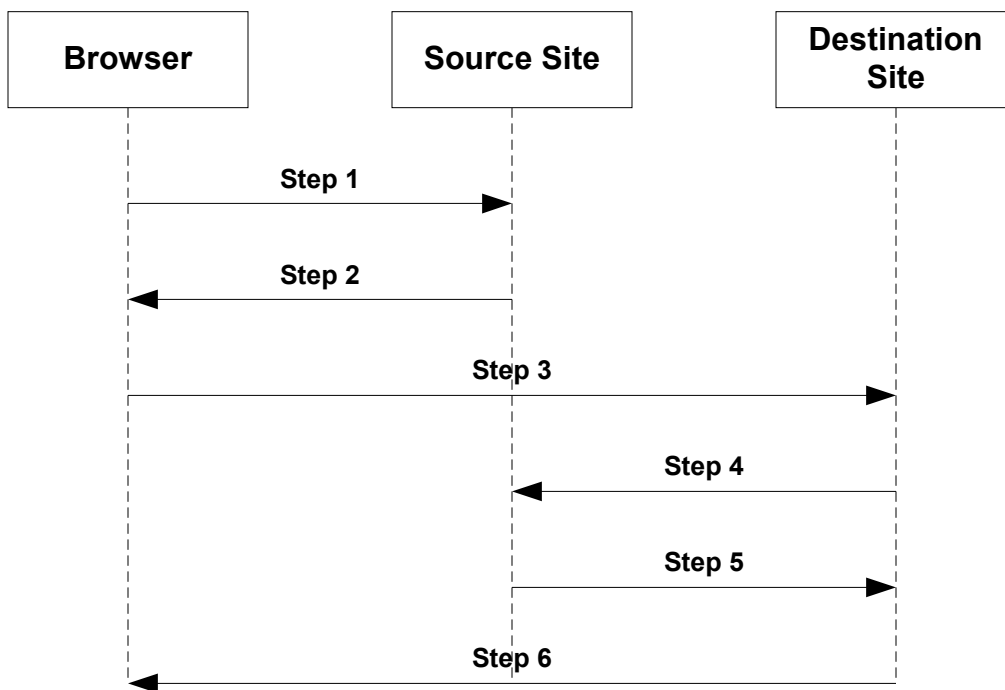 Browser
Source Site
Destination
Site
Step 1
Step 2
Step 3
Step 4
Step 5
Step 6